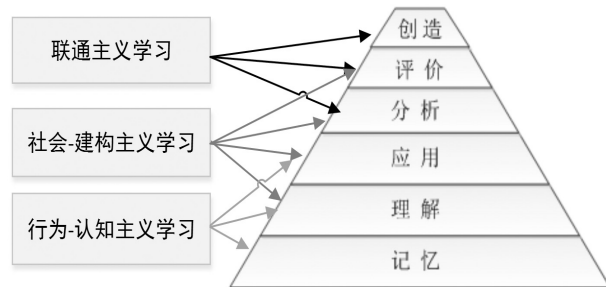 联通主义学习
社会-建构主义学习
行为-认知主义学习
创造
评价
分析
应用
理解
记忆